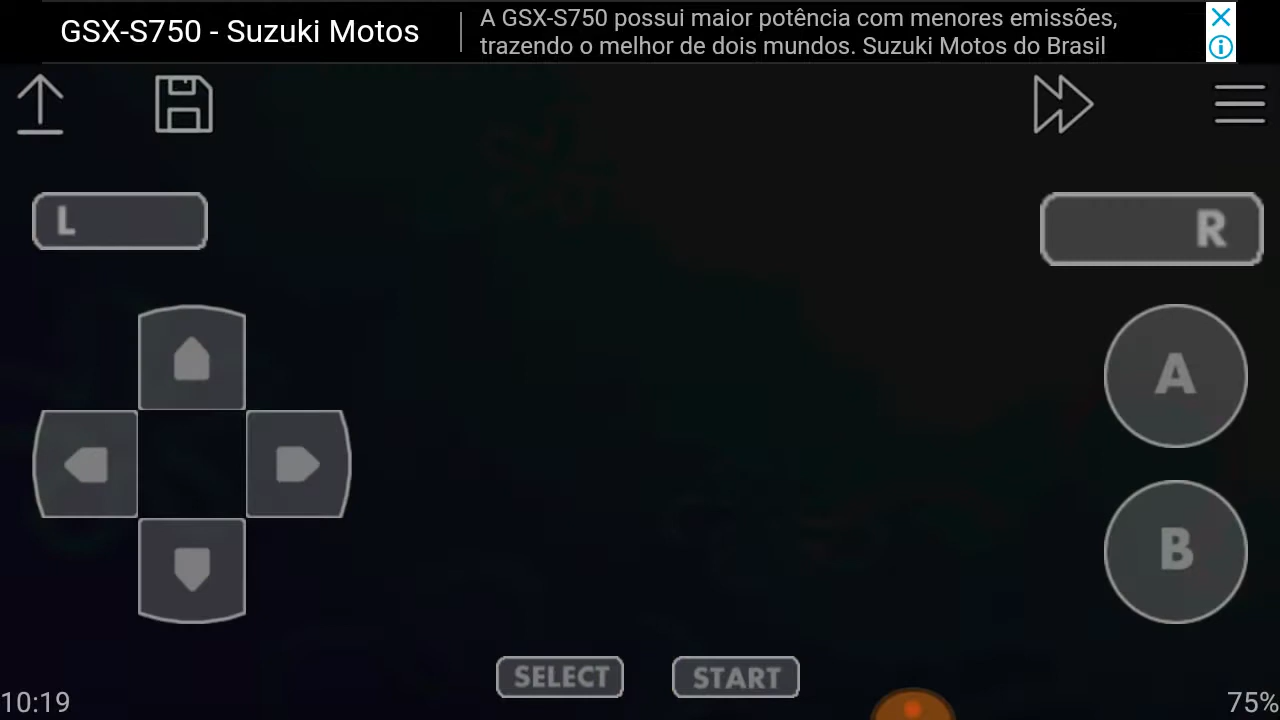 GSX-S750 - Suzuki Motos
A GSX-S750 possui maior potência com menores emissões,
trazendo o melhor de dois mundos. Suzuki Motos do Brasil
L
R
A
B
SELECT
START
10:19
75%